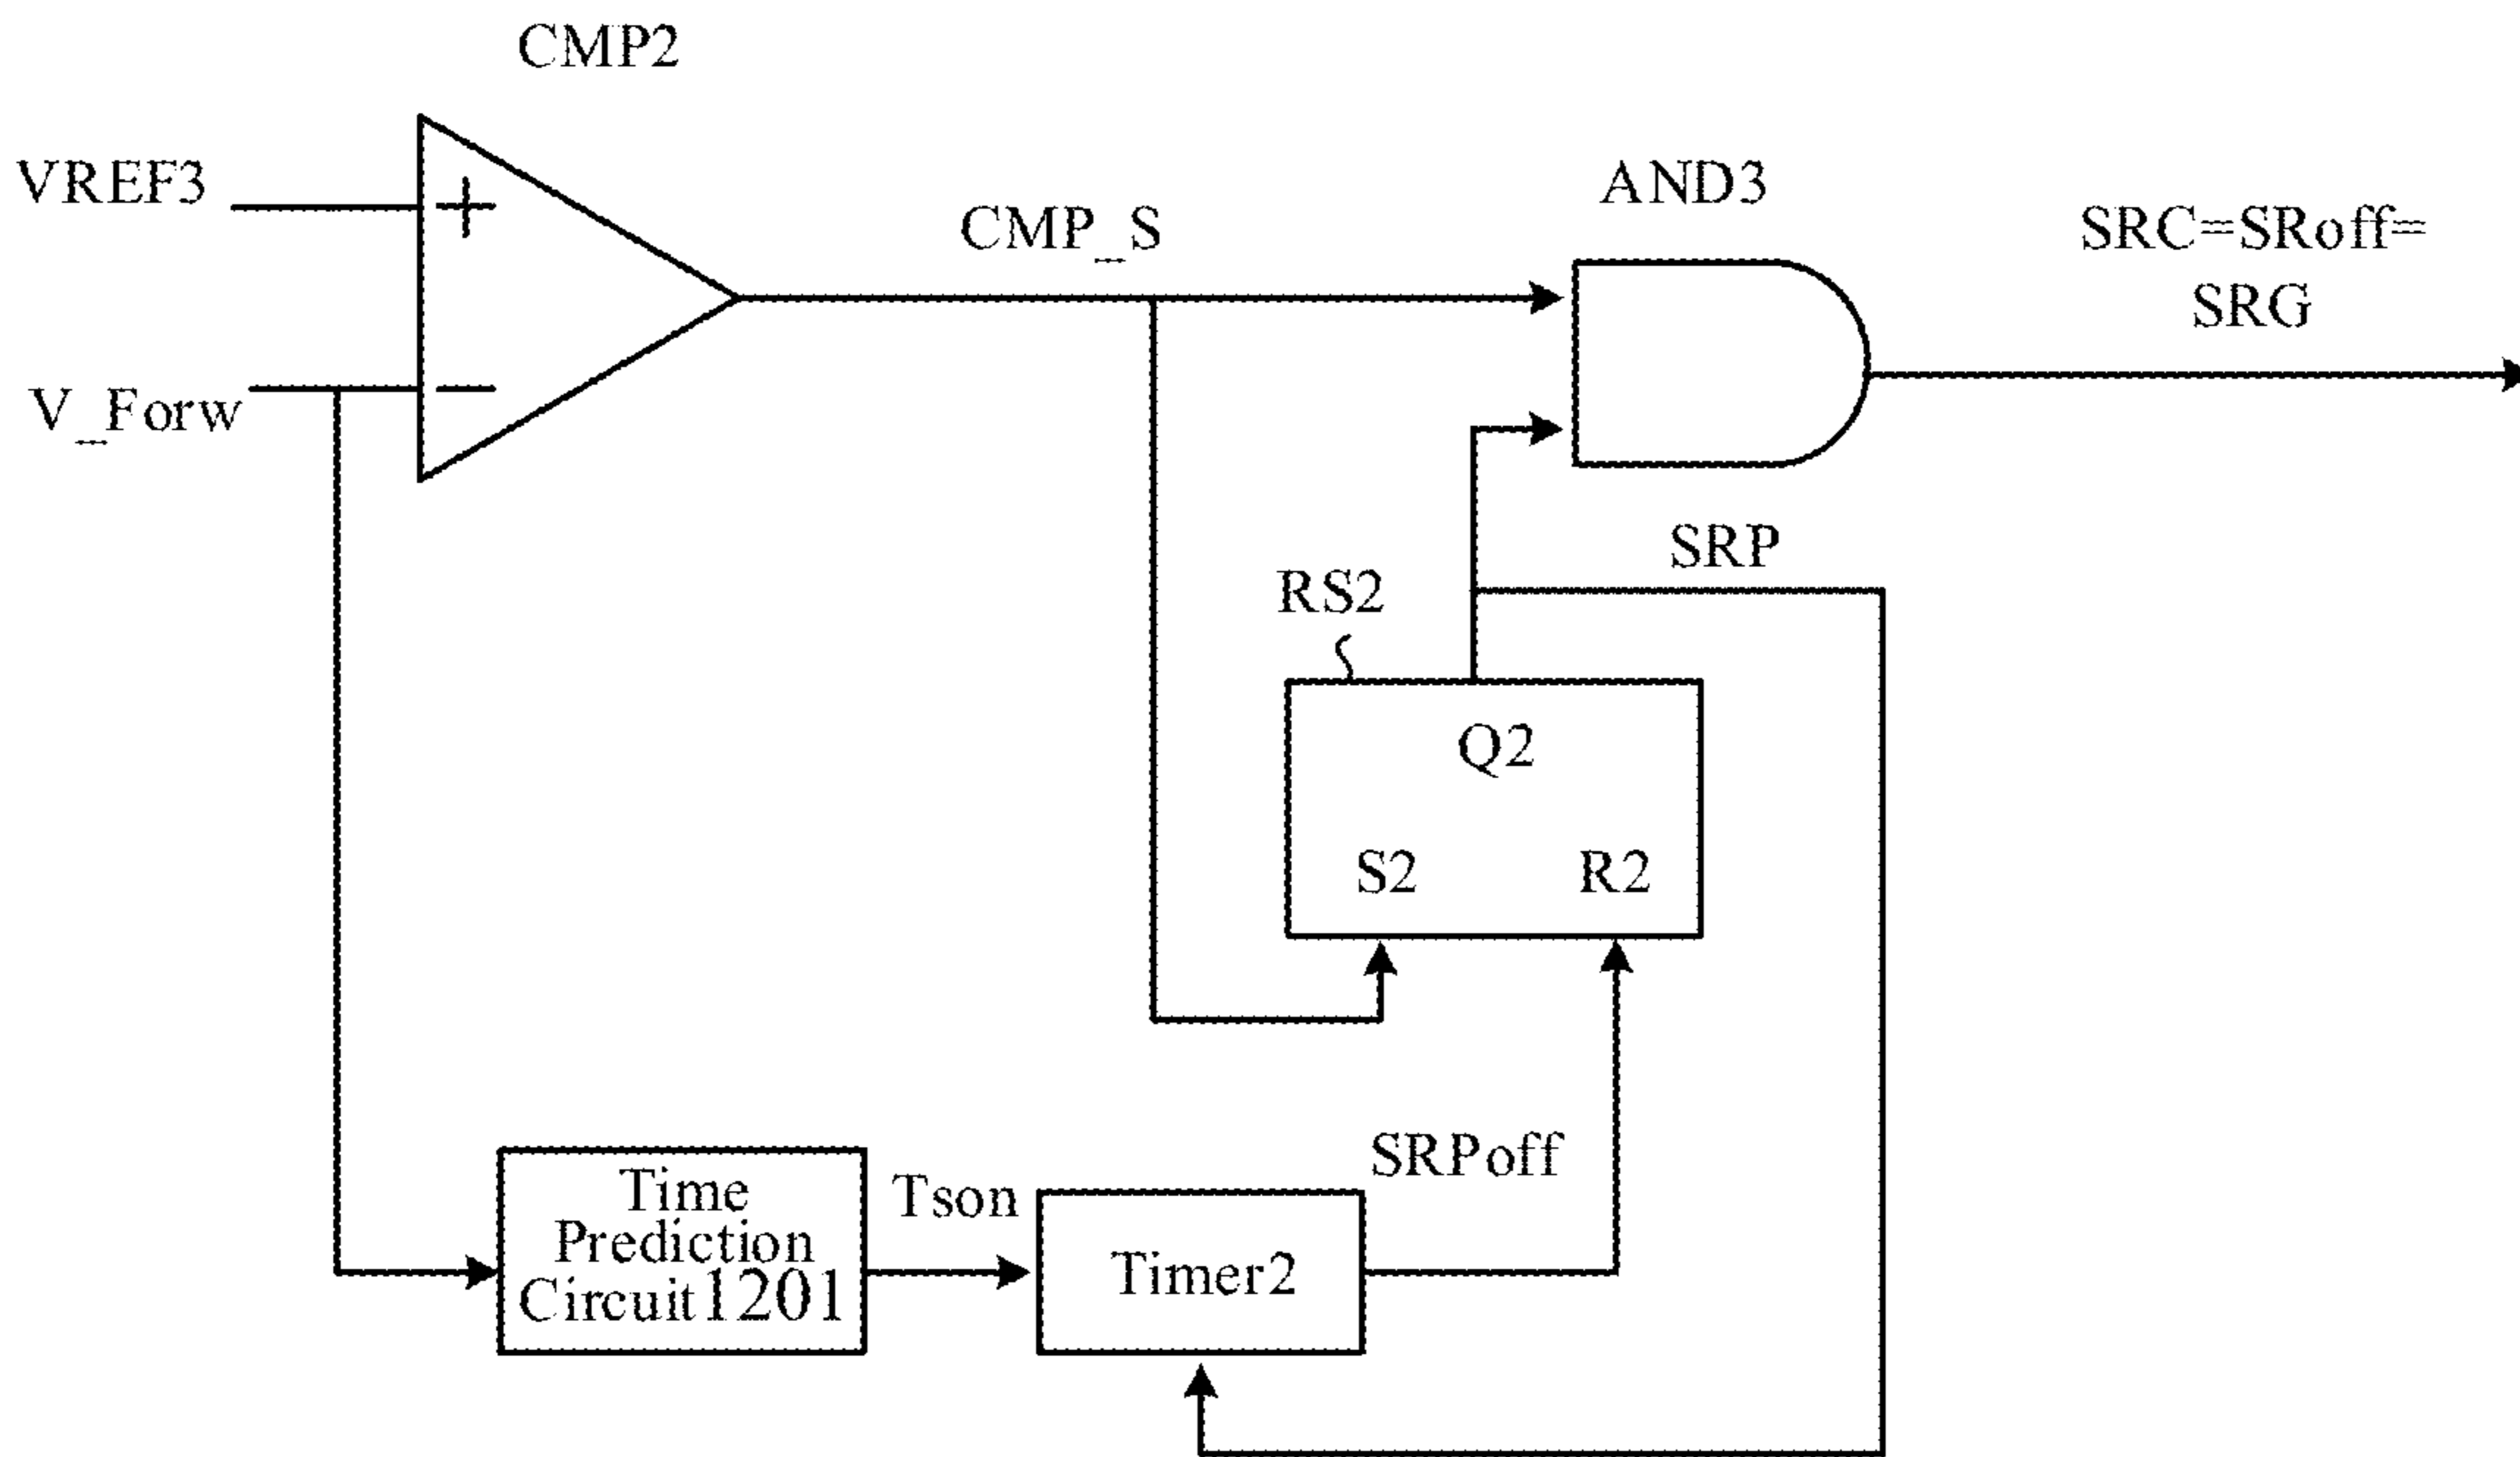 CMP2
VREF3
+
AND3
CMP_S
SRC=SRoff=
SRG
V_Forw
−
SRP
RS2
Q2
S2 R2
SRPoff
Time
Prediction
Circuit1201
Tson
Timer2